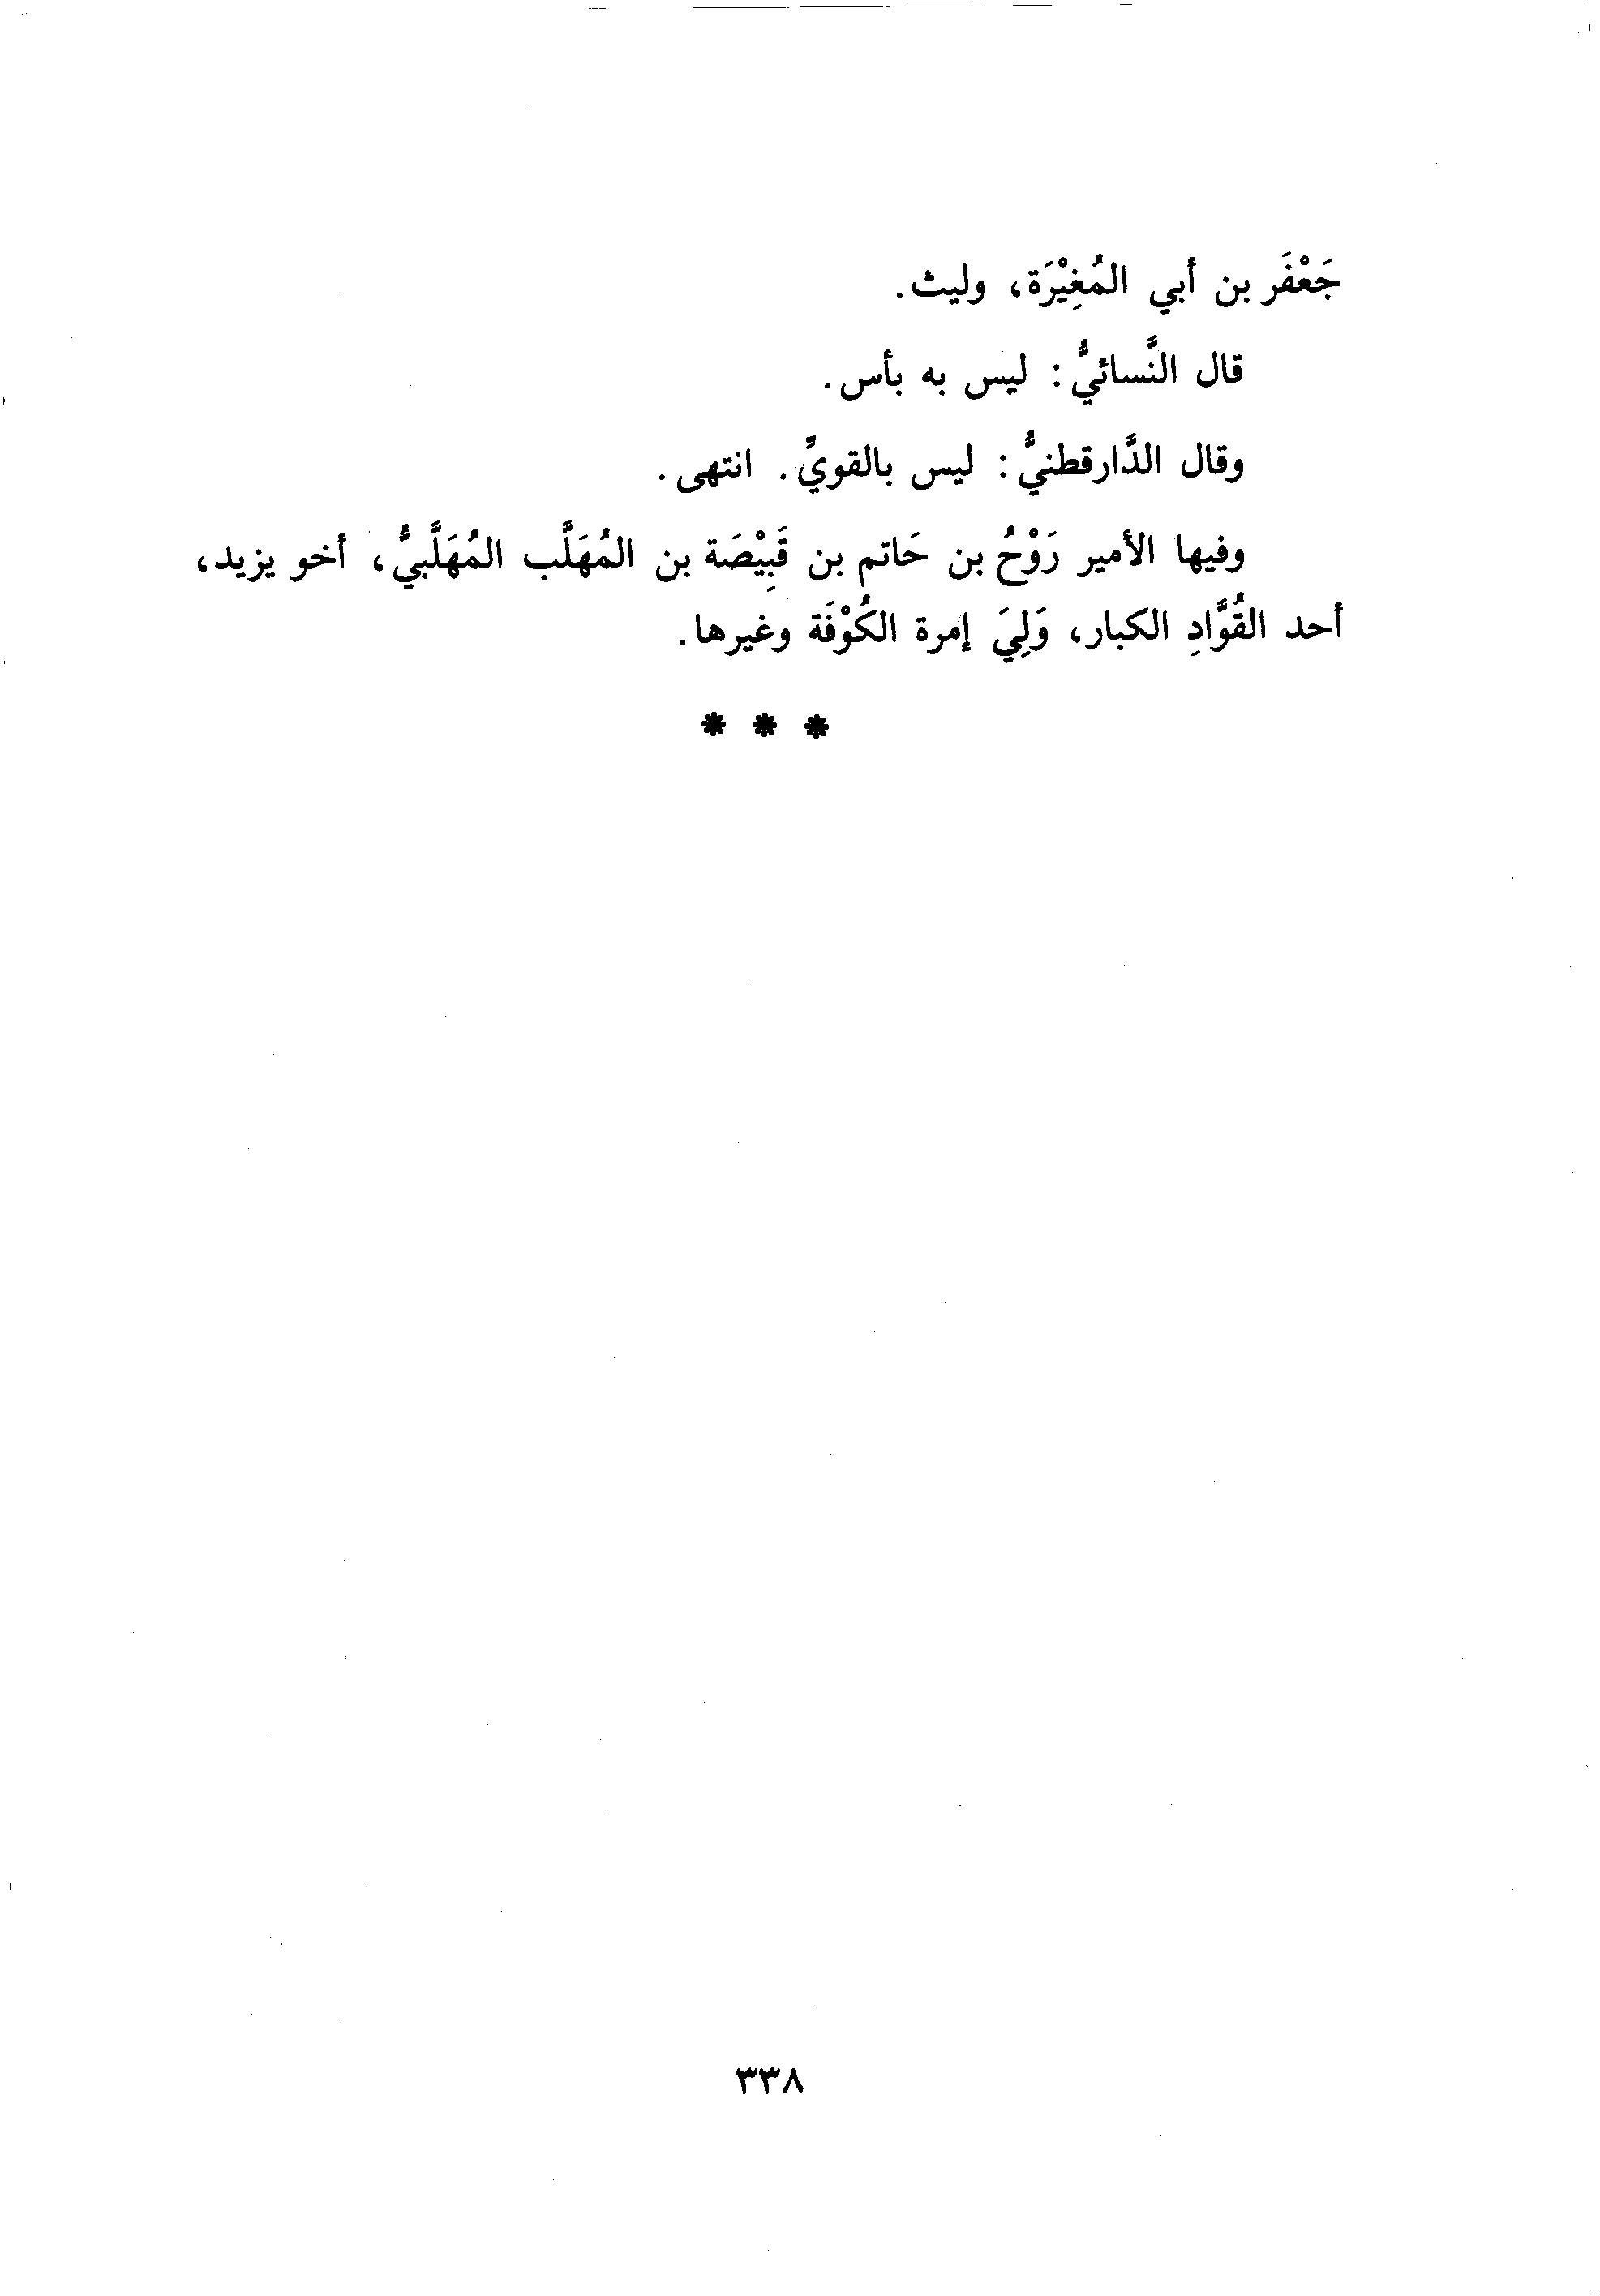 جَعْفَر بن أبي المُغِيْرَة، وليث.
قال النَّسائيُّ: ليس به بأس.
وقال الدَّارقطنيُّ: ليس بالقويِّ. انتهى.
وفيها الأمير رَوْحُ بن حَاتم بن قَبِيْصَة بن المُهَلَّب المُهَلَّبيُّ، أخو يزيد،
أحد القُوَّادِ الكبار، وَلِيَ إمرة الكُوْفَة وغيرها.
* * *
٣٣٨